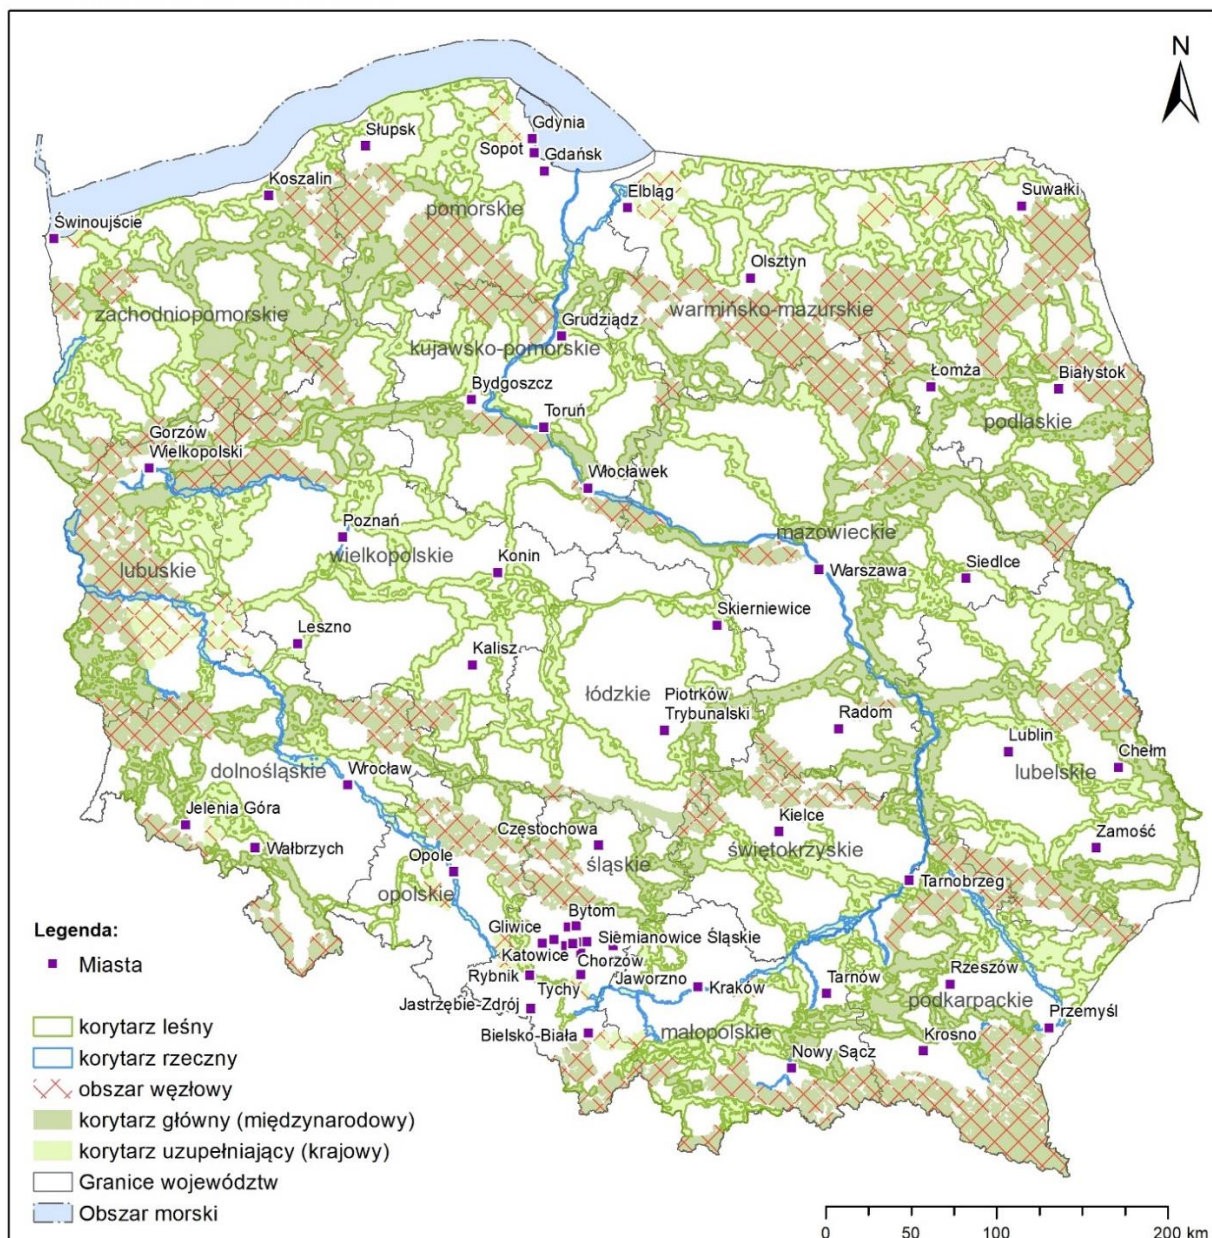 N
Gdynia
Słupsk
Sopot
Gdańsk
Koszalin
pomorskie
Elbląg
Suwałki
Świnoujście
Olsztyn
zachodniopomorskie
warmińsko-mazurskie
Grudziądz
kujawsko-pomorskie
Łomża
Białystok
Bydgoszcz
Toruń
podlaskie
Gorzów
Wielkopolski
Włocławek
Poznań
mazowieckie
wielkopolskie
Konin
lubuskie
Warszawa
Siedlce
Skierniewice
Leszno
Kalisz
łódzkie
Piotrków
Trybunalski
Radom
Lublin
Chełm
lubelskie
dolnośląskie
Wrocław
Jelenia Góra
Częstochowa
Kielce
Zamość
Wałbrzych
świętokrzyskie
Opole
śląskie
Tarnobrzeg
opolskie
Bytom
Gliwice
Siemianowice Śląskie
Katowice
Chorzów
Rybnik
Tychy
Jaworzno
Kraków
Tarnów
Rzeszów
podkarpackie
Jastrzębie-Zdrój
Przemyśl
Bielsko-Biała
małopolskie
Krosno
Nowy Sącz
Legenda:
Miasta
korytarz leśny
korytarz rzeczny
obszar węzłowy
korytarz główny (międzynarodowy)
korytarz uzupełniający (krajowy)
Granice województw
Obszar morski
0 50 100 200 km